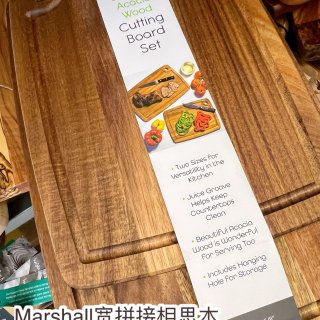 Acacia
Wood
Cutting
Board
Set
• Two Sizes for
Versatility in the
Kitchen
• Juice Groove
Helps Keep
Countertops
Clean
• Beautiful Acacia
Wood is Wonderful
For Serving Too
• Includes Hanging
Hole for Storage
Marshall宽拼接相思木